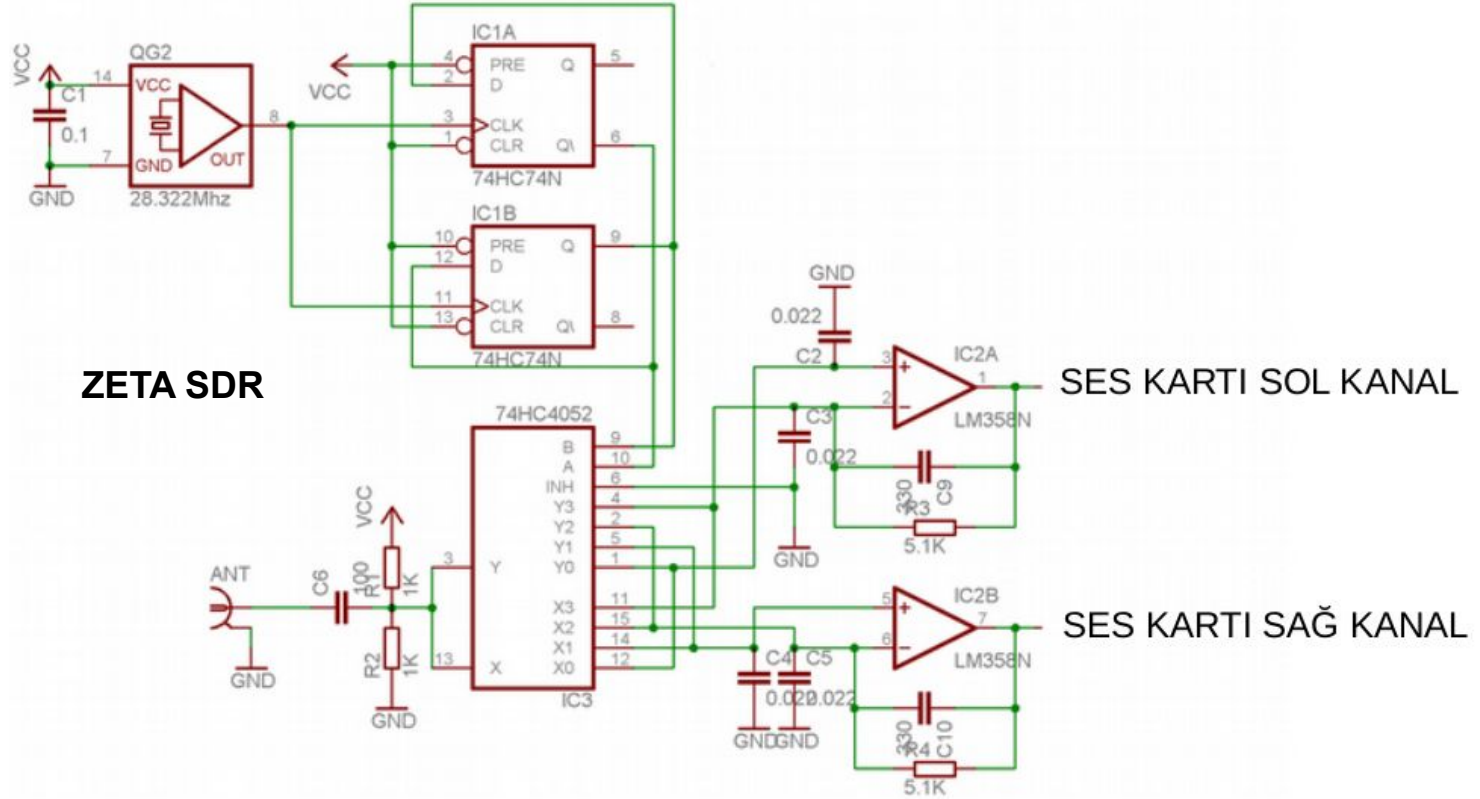 VCC
C1
0.1
GND
QG2
14
VCC
8
7
GND
OUT
28.322Mhz
VCC
IC1A
4
PRE
Q
5
2
D
3
CLK
1
CLR
Q\
6
74HC74N
IC1B
10
PRE
Q
9
12
D
11
CLK
13
CLR
Q\
8
74HC74N
ZETA SDR
74HC4052
B
9
A
10
INH
6
Y3
4
Y2
2
Y1
5
Y0
1
X3
11
X2
15
X1
14
X0
12
3
Y
13
X
IC3
ANT
GND
C6
100
VCC
R1
1K
R2
1K
GND
GND
0.022
C2
C3
0.022
GND
3
2
IC2A
1
LM358N
SES KARTI SOL KANAL
330
C9
R3
5.1K
C4
0.022
GND
C5
0.022
GND
5
6
IC2B
7
LM358N
SES KARTI SAĞ KANAL
330
C10
R4
5.1K